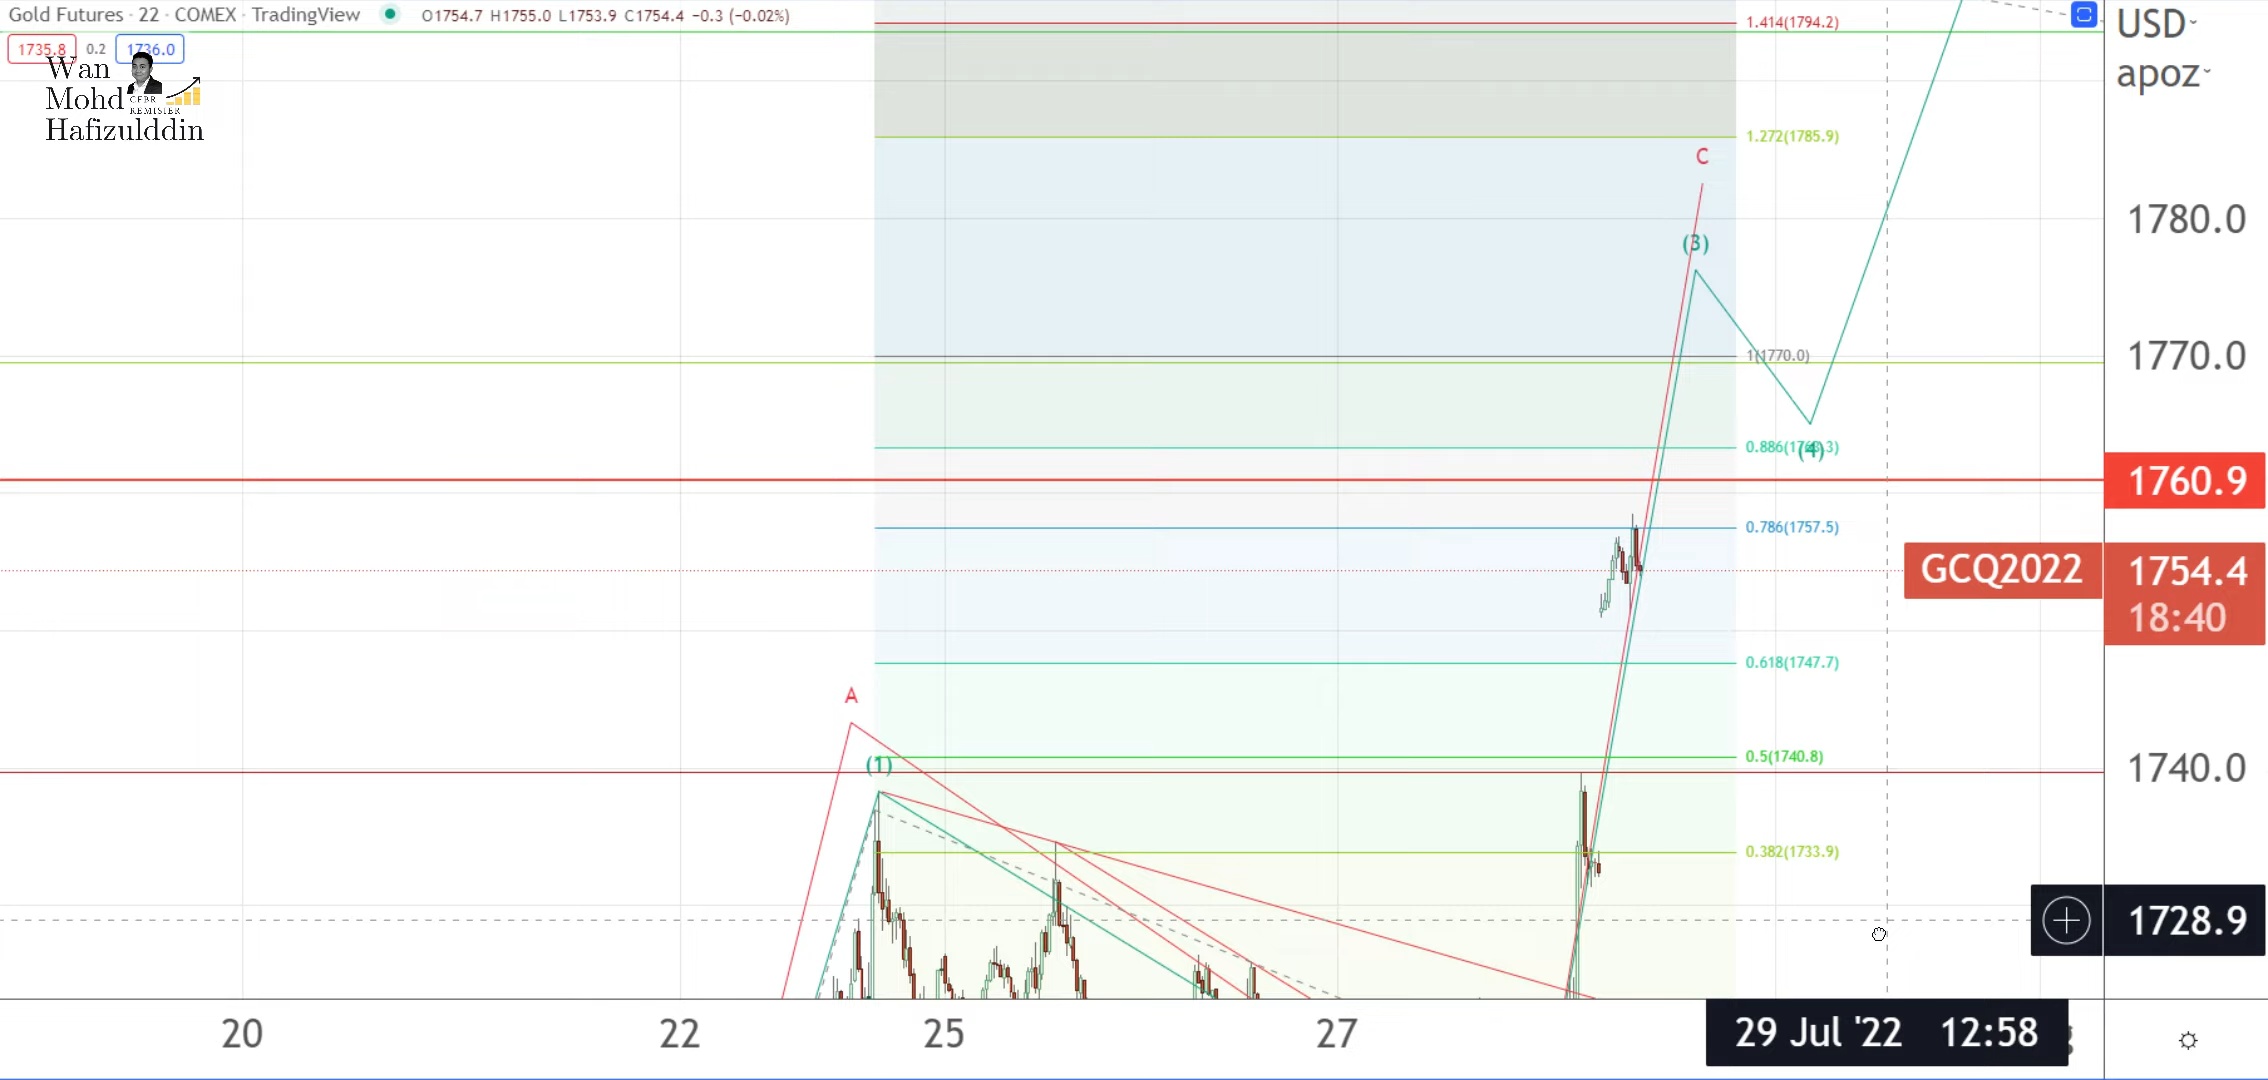 Gold Futures · 22 · COMEX · TradingView O1754.7 H1755.0 L1753.9 C1754.4 −0.3 (−0.02%)
1735.8 0.2 1736.0
Wan
Mohd
Hafizulddin
CFBR
REMISIER
USD
apoz
1.414(1794.2)
1.272(1785.9)
C
1780.0
(3)
1(1770.0)
1770.0
(4)
1760.9
0.786(1757.5)
GCQ2022 1754.4
18:40
0.618(1747.7)
A
0.5(1740.8)
(1)
1740.0
0.382(1733.9)
1728.9
20 22 25 27 29 Jul '22 12:58